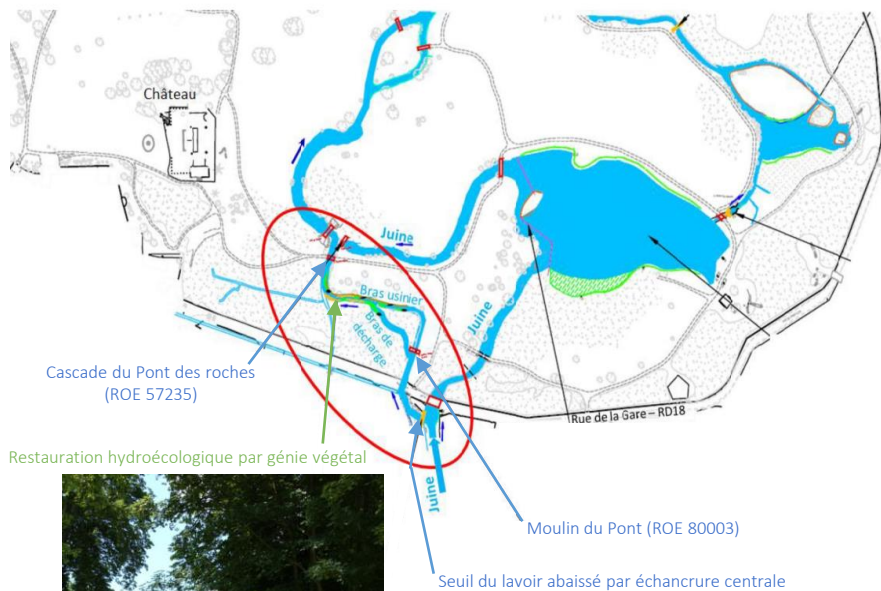 Château
Juine
Bras usinier
Bras de
décharge
Juine
Cascade du Pont des roches
(ROE 57235)
Rue de la Gare – RD18
Restauration hydroécologique par génie végétal
Juine
Moulin du Pont (ROE 80003)
Seuil du lavoir abaissé par échancrure centrale